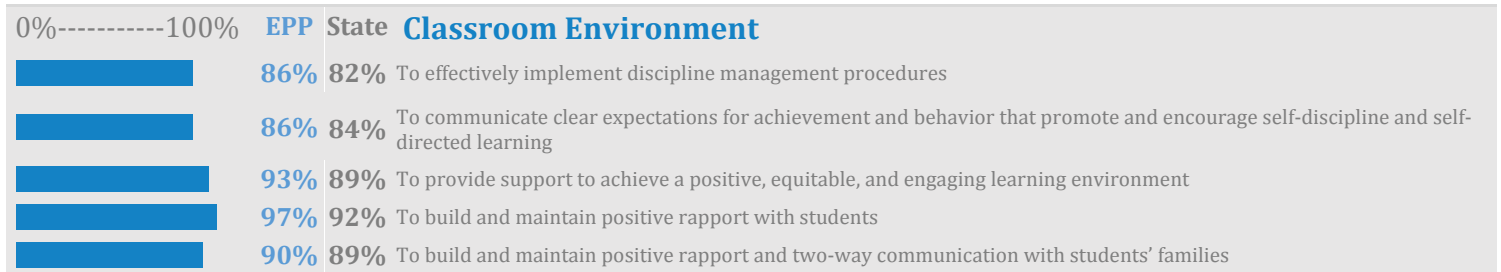 0%-----------100% EPP State Classroom Environment
86% 82% To effectively implement discipline management procedures
86% 84% To communicate clear expectations for achievement and behavior that promote and encourage self-discipline and self-
directed learning
93% 89% To provide support to achieve a positive, equitable, and engaging learning environment
97% 92% To build and maintain positive rapport with students
90% 89% To build and maintain positive rapport and two-way communication with students’ families